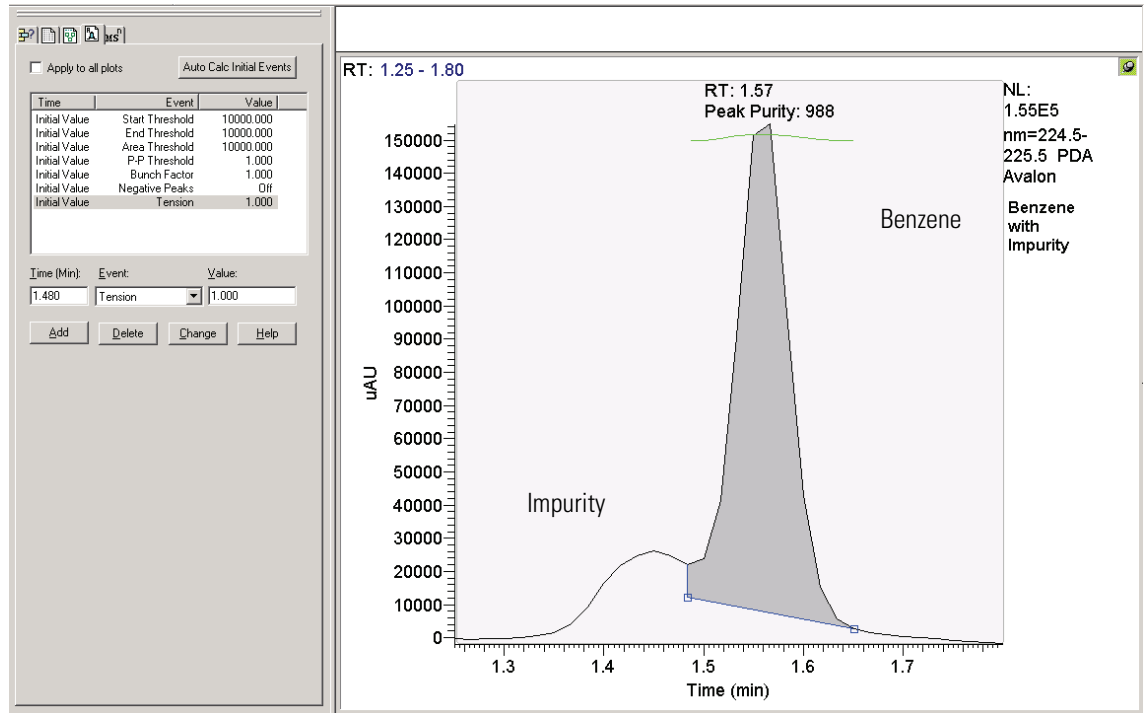 Apply to all plots
Auto Calc Initial Events
Time Event Value
Initial Value Start Threshold 10000.000
Initial Value End Threshold 10000.000
Initial Value Area Threshold 10000.000
Initial Value P-P Threshold 1.000
Initial Value Bunch Factor 1.000
Initial Value Negative Peaks Off
Initial Value Tension 1.000
Time (Min): Event: Value:
1.480 Tension 1.000
Add Delete Change Help
RT: 1.25 - 1.80
RT: 1.57
Peak Purity: 988
NL:
1.55E5
nm=224.5-
225.5 PDA
Avalon
Benzene
with
Impurity
Benzene
Impurity
150000
140000
130000
120000
110000
100000
90000
80000
70000
60000
50000
40000
30000
20000
10000
0
uAU
1.3 1.4 1.5 1.6 1.7
Time (min)